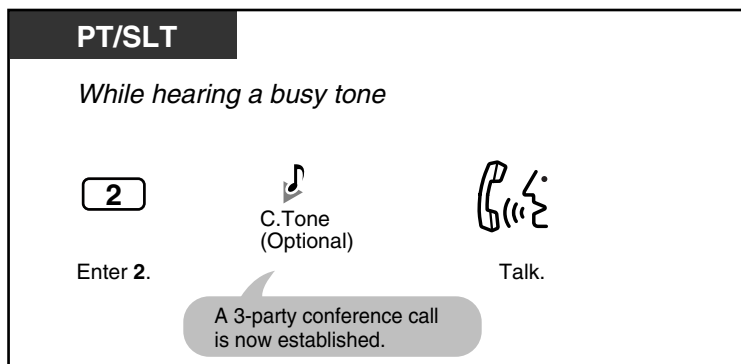 PT/SLT
While hearing a busy tone
2
C.Tone
(Optional)
Enter 2.
Talk.
A 3-party conference call
is now established.